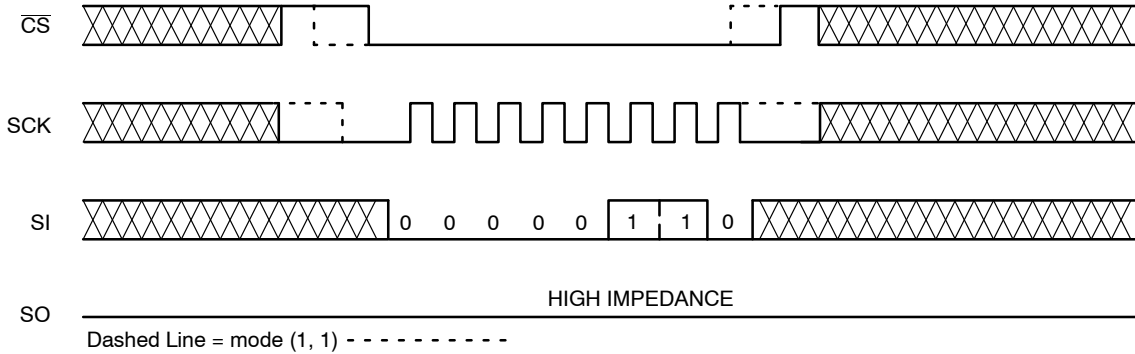 CS
SCK
SI 0 0 0 0 0 1 1 0
HIGH IMPEDANCE
SO
Dashed Line = mode (1, 1)